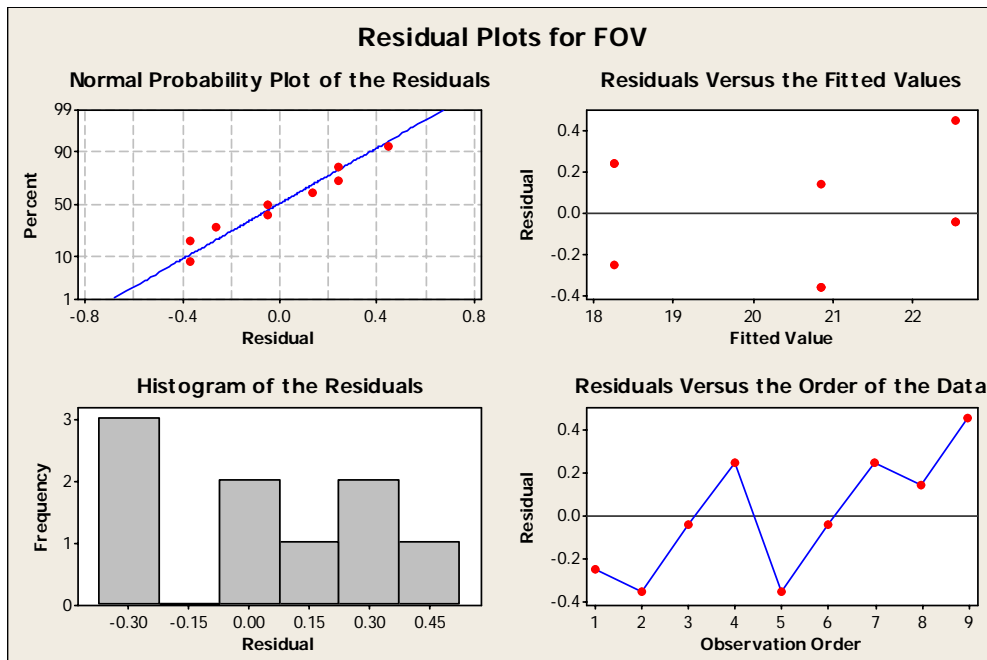 Residual Plots for FOV
Normal Probability Plot of the Residuals
99
90
50
10
1
Percent
-0.8 -0.4 0.0 0.4 0.8
Residual
Residuals Versus the Fitted Values
0.4
0.2
0.0
-0.2
-0.4
Residual
18 19 20 21 22
Fitted Value
Histogram of the Residuals
3
2
1
0
Frequency
-0.30 -0.15 0.00 0.15 0.30 0.45
Residual
Residuals Versus the Order of the Data
0.4
0.2
0.0
-0.2
-0.4
Residual
1 2 3 4 5 6 7 8 9
Observation Order